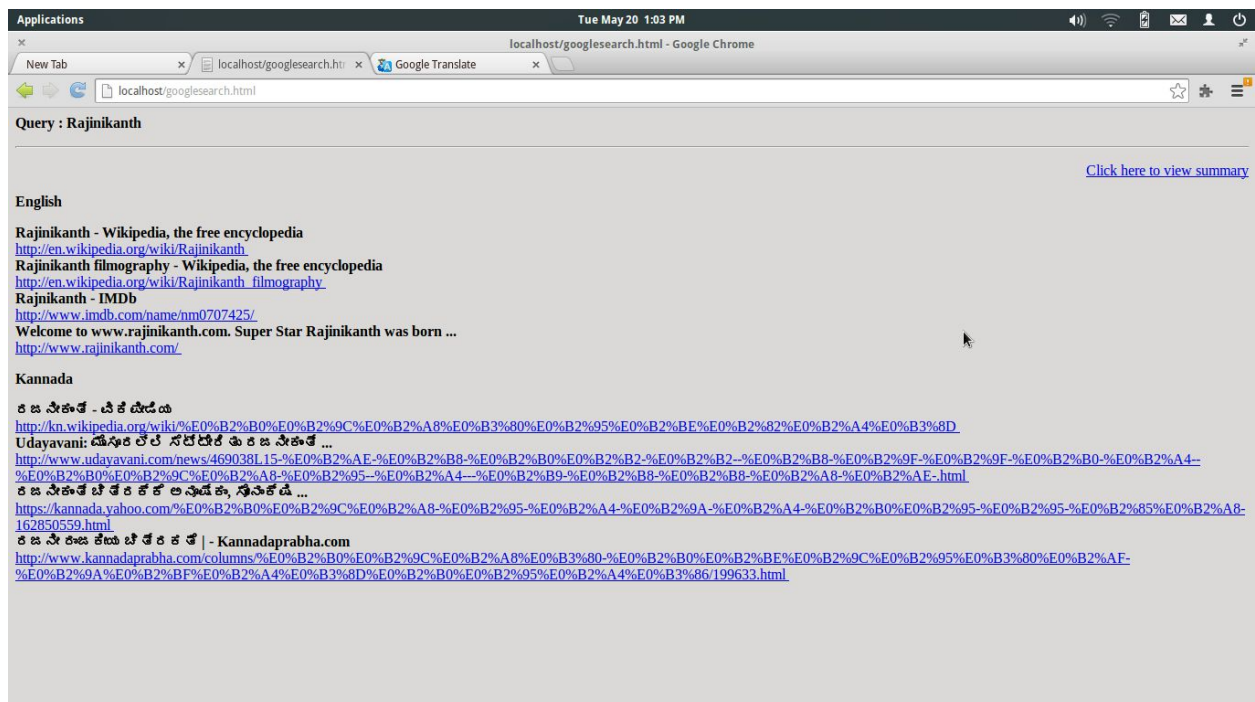 Applications
Tue May 20 1:03 PM
localhost/googlesearch.html - Google Chrome
New Tab
localhost/googlesearch.ht
Google Translate
localhost/googlesearch.html
Query : Rajinikanth
Click here to view summary
English
Rajinikanth - Wikipedia, the free encyclopedia
http://en.wikipedia.org/wiki/Rajinikanth
Rajinikanth filmography - Wikipedia, the free encyclopedia
http://en.wikipedia.org/wiki/Rajinikanth_filmography
Rajnikanth - IMDb
http://www.imdb.com/name/nm0707425/
Welcome to www.rajinikanth.com. Super Star Rajinikanth was born ...
http://www.rajinikanth.com/
Kannada
http://kn.wikipedia.org/wiki/%E0%B2%B0%E0%B2%9C%E0%B2%A8%E0%B3%80%E0%B2%95%E0%B2%BE%E0%B2%82%E0%B2%A4%E0%B3%8D
Udayavani: ...
http://www.udayavani.com/news/469038L15-%E0%B2%AE-%E0%B2%B8-%E0%B2%B0%E0%B2%B2-%E0%B2%B2--%E0%B2%B8-%E0%B2%9F-%E0%B2%9F-%E0%B2%B0-%E0%B2%A4--
%E0%B2%B0%E0%B2%9C%E0%B2%A8-%E0%B2%95--%E0%B2%A4---%E0%B2%B9-%E0%B2%B8-%E0%B2%B8-%E0%B2%A8-%E0%B2%AE-.html
https://kannada.yahoo.com/%E0%B2%B0%E0%B2%9C%E0%B2%A8-%E0%B2%95-%E0%B2%A4-%E0%B2%9A-%E0%B2%A4-%E0%B2%B0%E0%B2%95-%E0%B2%95-%E0%B2%85%E0%B2%A8-
162850559.html
| - Kannadaprabha.com
http://www.kannadaprabha.com/columns/%E0%B2%B0%E0%B2%9C%E0%B2%A8%E0%B3%80-%E0%B2%B0%E0%B2%BE%E0%B2%9C%E0%B2%95%E0%B3%80%E0%B2%AF-
%E0%B2%9A%E0%B2%BF%E0%B2%A4%E0%B3%8D%E0%B2%B0%E0%B2%95%E0%B2%A4%E0%B3%86/199633.html